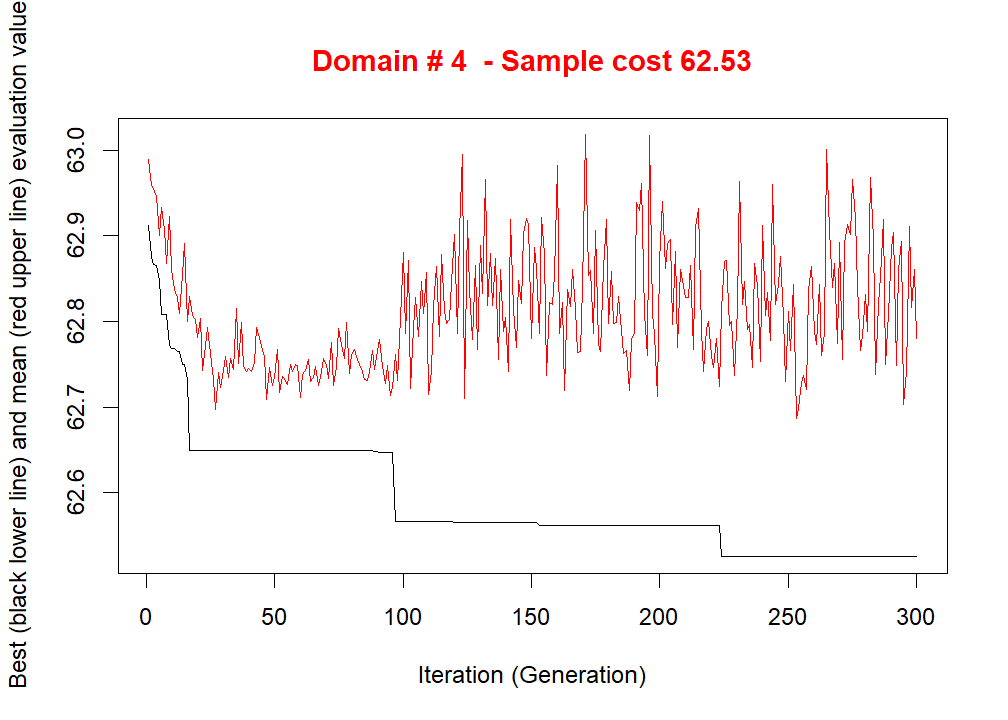 Domain # 4  - Sample cost 62.53
Best (black lower line) and mean (red upper line) evaluation value
63.0
62.9
62.8
62.7
62.6
0 50 100 150 200 250 300
Iteration (Generation)